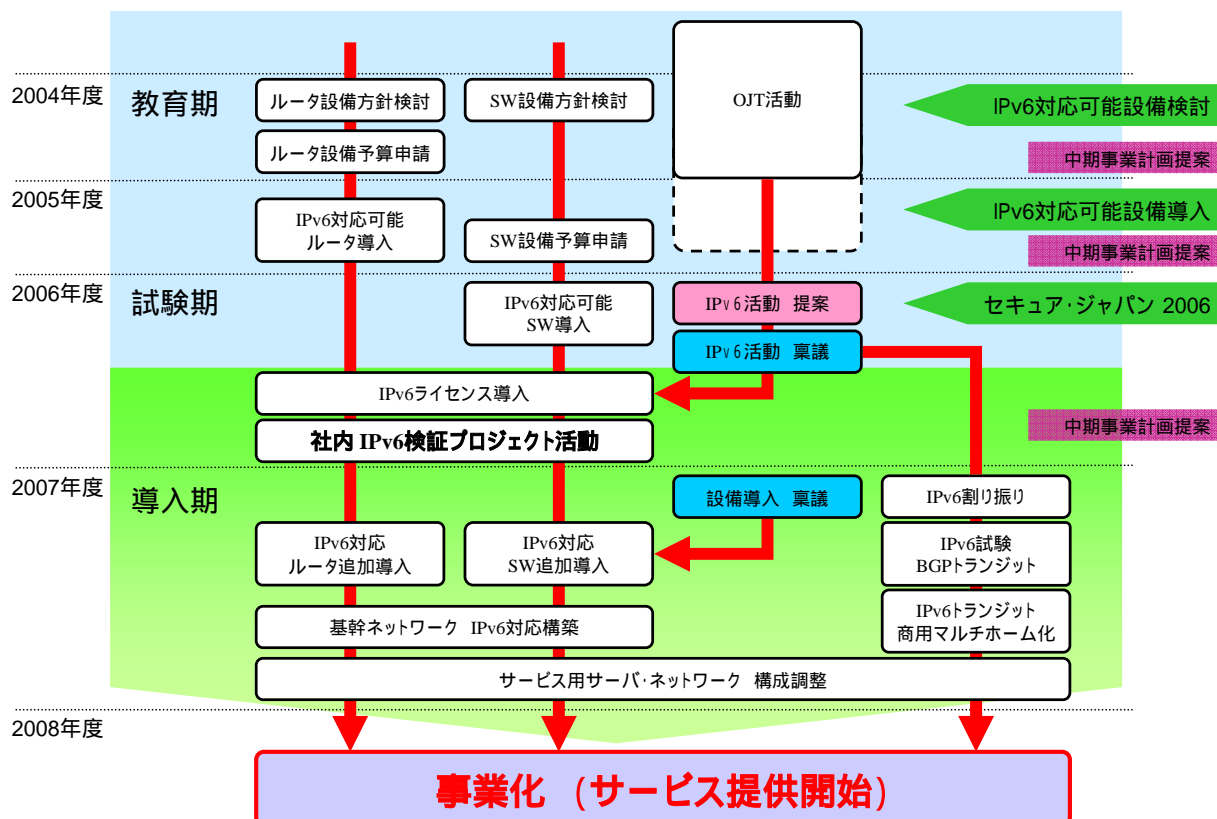 2004年度
教育期
ルータ設備方針検討
SW設備方針検討
OJT活動
IPv6対応可能設備検討
ルータ設備予算申請
中期事業計画提案
2005年度
IPv6対応可能
ルータ導入
SW設備予算申請
IPv6対応可能設備導入
中期事業計画提案
2006年度
試験期
IPv6対応可能
SW導入
IPv6活動 提案
セキュア・ジャパン 2006
IPv6活動 稟議
IPv6ライセンス導入
社内 IPv6検証プロジェクト活動
中期事業計画提案
2007年度
導入期
設備導入 稟議
IPv6割り振り
IPv6対応
ルータ追加導入
IPv6対応
SW追加導入
IPv6試験
BGPトランジット
基幹ネットワーク IPv6対応構築
IPv6トランジット
商用マルチホーム化
サービス用サーバ・ネットワーク 構成調整
2008年度
事業化 (サービス提供開始)